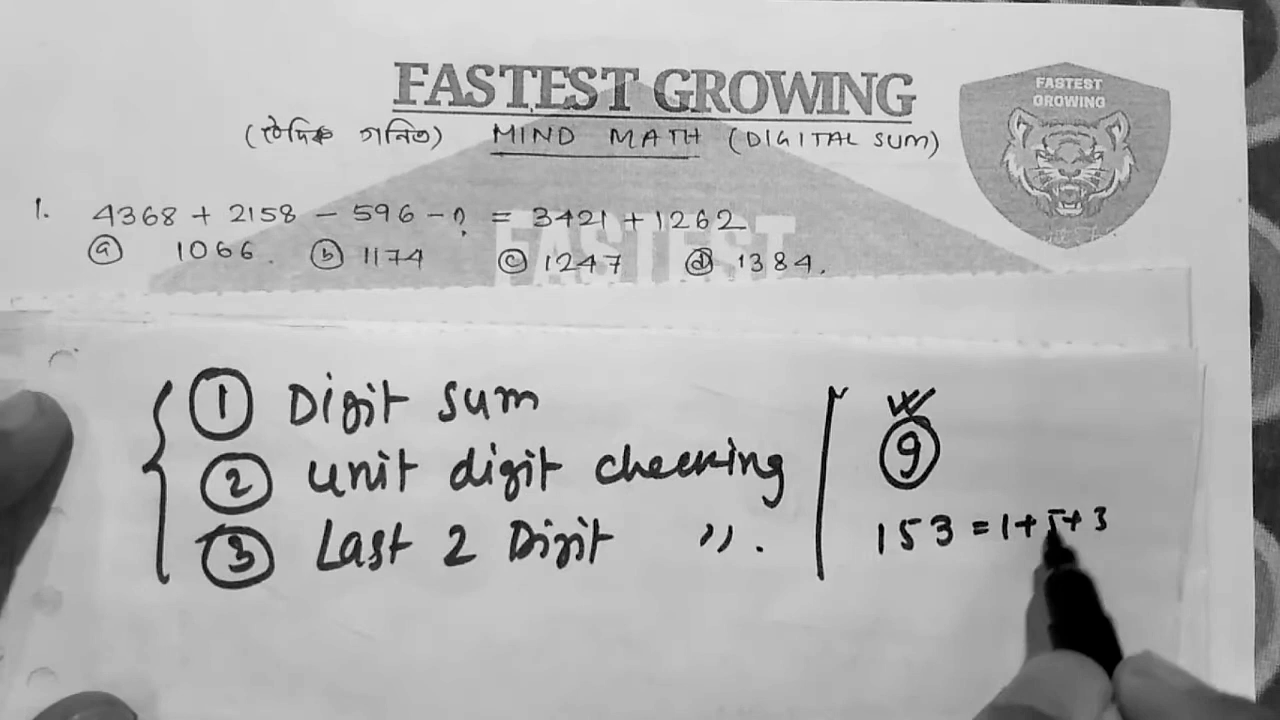 FASTEST GROWING
FASTEST
GROWING
(বৈদিক গনিত) MIND MATH (DIGITAL SUM)
1. 4368 + 2158 - 596 - ? = 3421 + 1262
(a) 1066. (b) 1174 (c) 1247 (d) 1384.
FASTEST
1 Digit sum
2 unit digit checking
3 Last 2 Digit ,, .
9
153 = 1+5+3